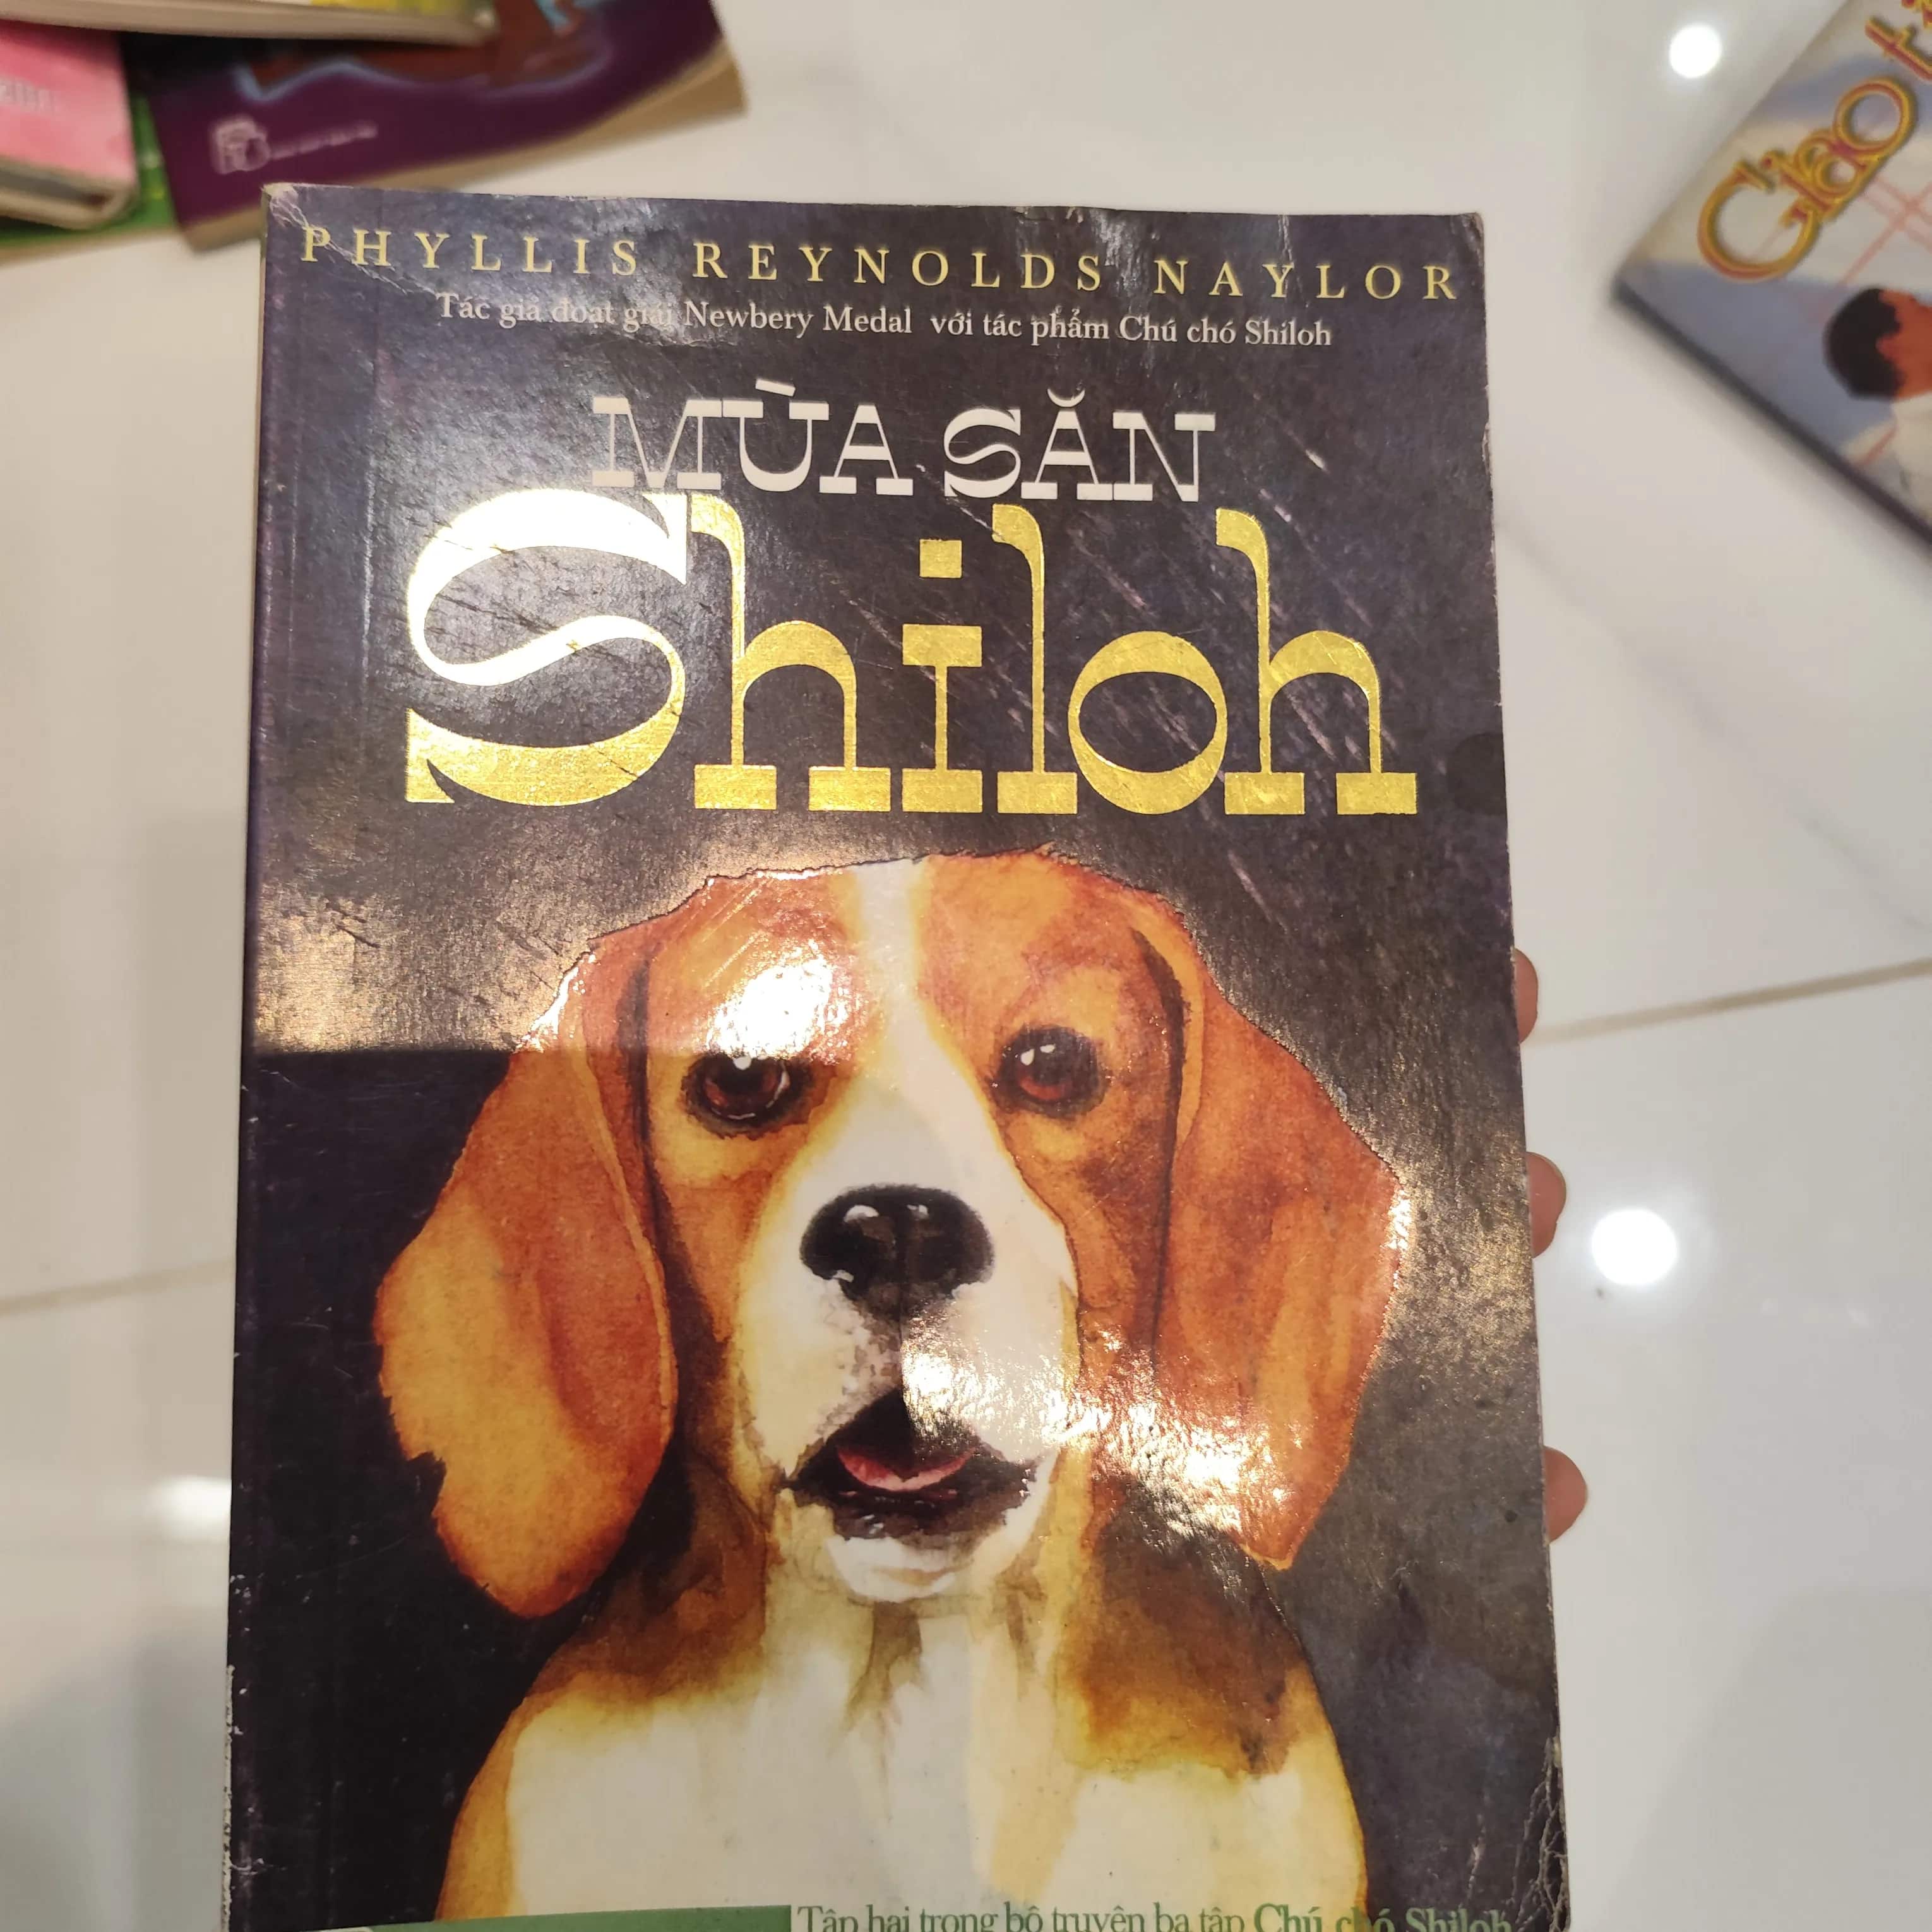 PHYLLIS REYNOLDS NAYLOR
Tác giả đoạt giải Newbery Medal với tác phẩm Chú chó Shiloh
MÙA SĂN
Shiloh
Tập hai trong bộ truyện ba tập Chú chó Shiloh
Giao